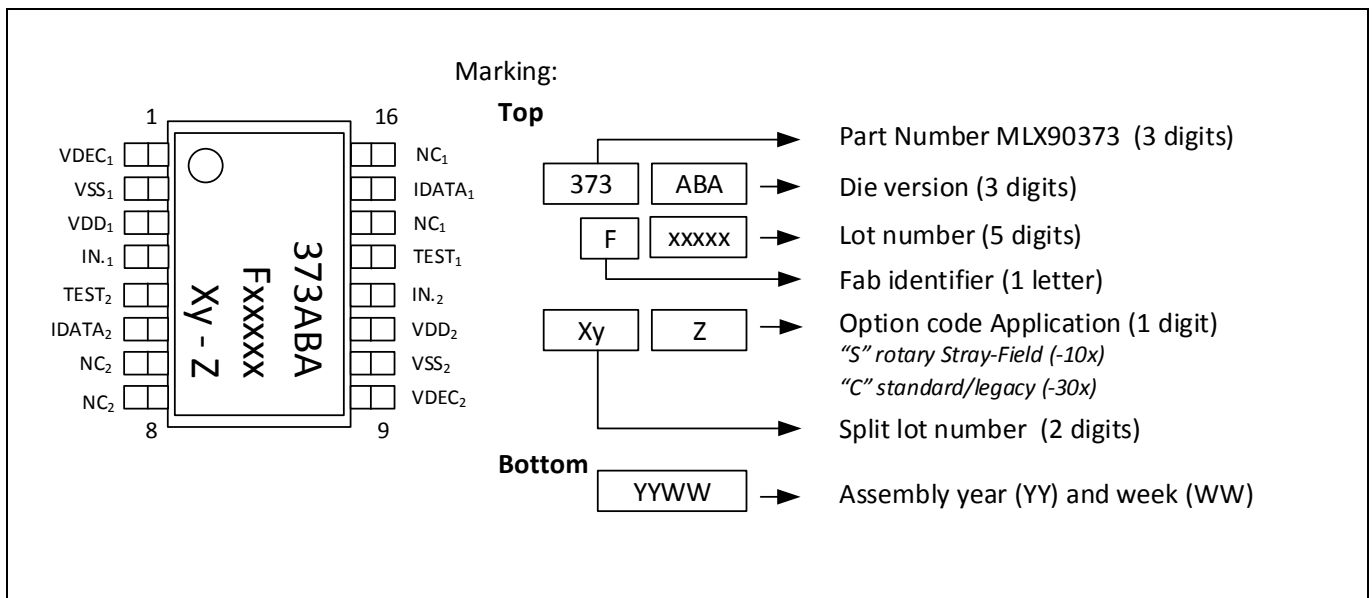 Marking:
Top
1
16
VDEC₁
VSS₁
VDD₁
IN.₁
TEST₂
IDATA₂
NC₂
NC₂
8
9
NC₁
IDATA₁
NC₁
TEST₁
IN.₂
VDD₂
VSS₂
VDEC₂
373ABA
Fxxxxx
Xy - Z
Part Number MLX90373 (3 digits)
373 ABA Die version (3 digits)
F xxxxx Lot number (5 digits)
Fab identifier (1 letter)
Xy Z Option code Application (1 digit)
“S” rotary Stray-Field (-10x)
“C” standard/legacy (-30x)
Split lot number (2 digits)
Bottom
YYWW Assembly year (YY) and week (WW)